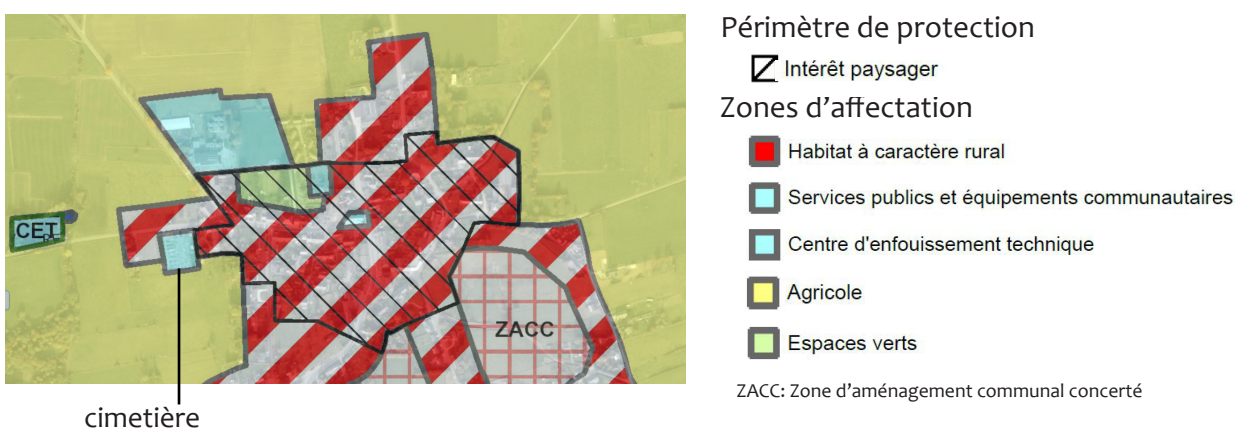 CET
ZACC
cimetière
Périmètre de protection
Intérêt paysager
Zones d'affectation
Habitat à caractère rural
Services publics et équipements communautaires
Centre d'enfouissement technique
Agricole
Espaces verts
ZACC: Zone d'aménagement communal concerté